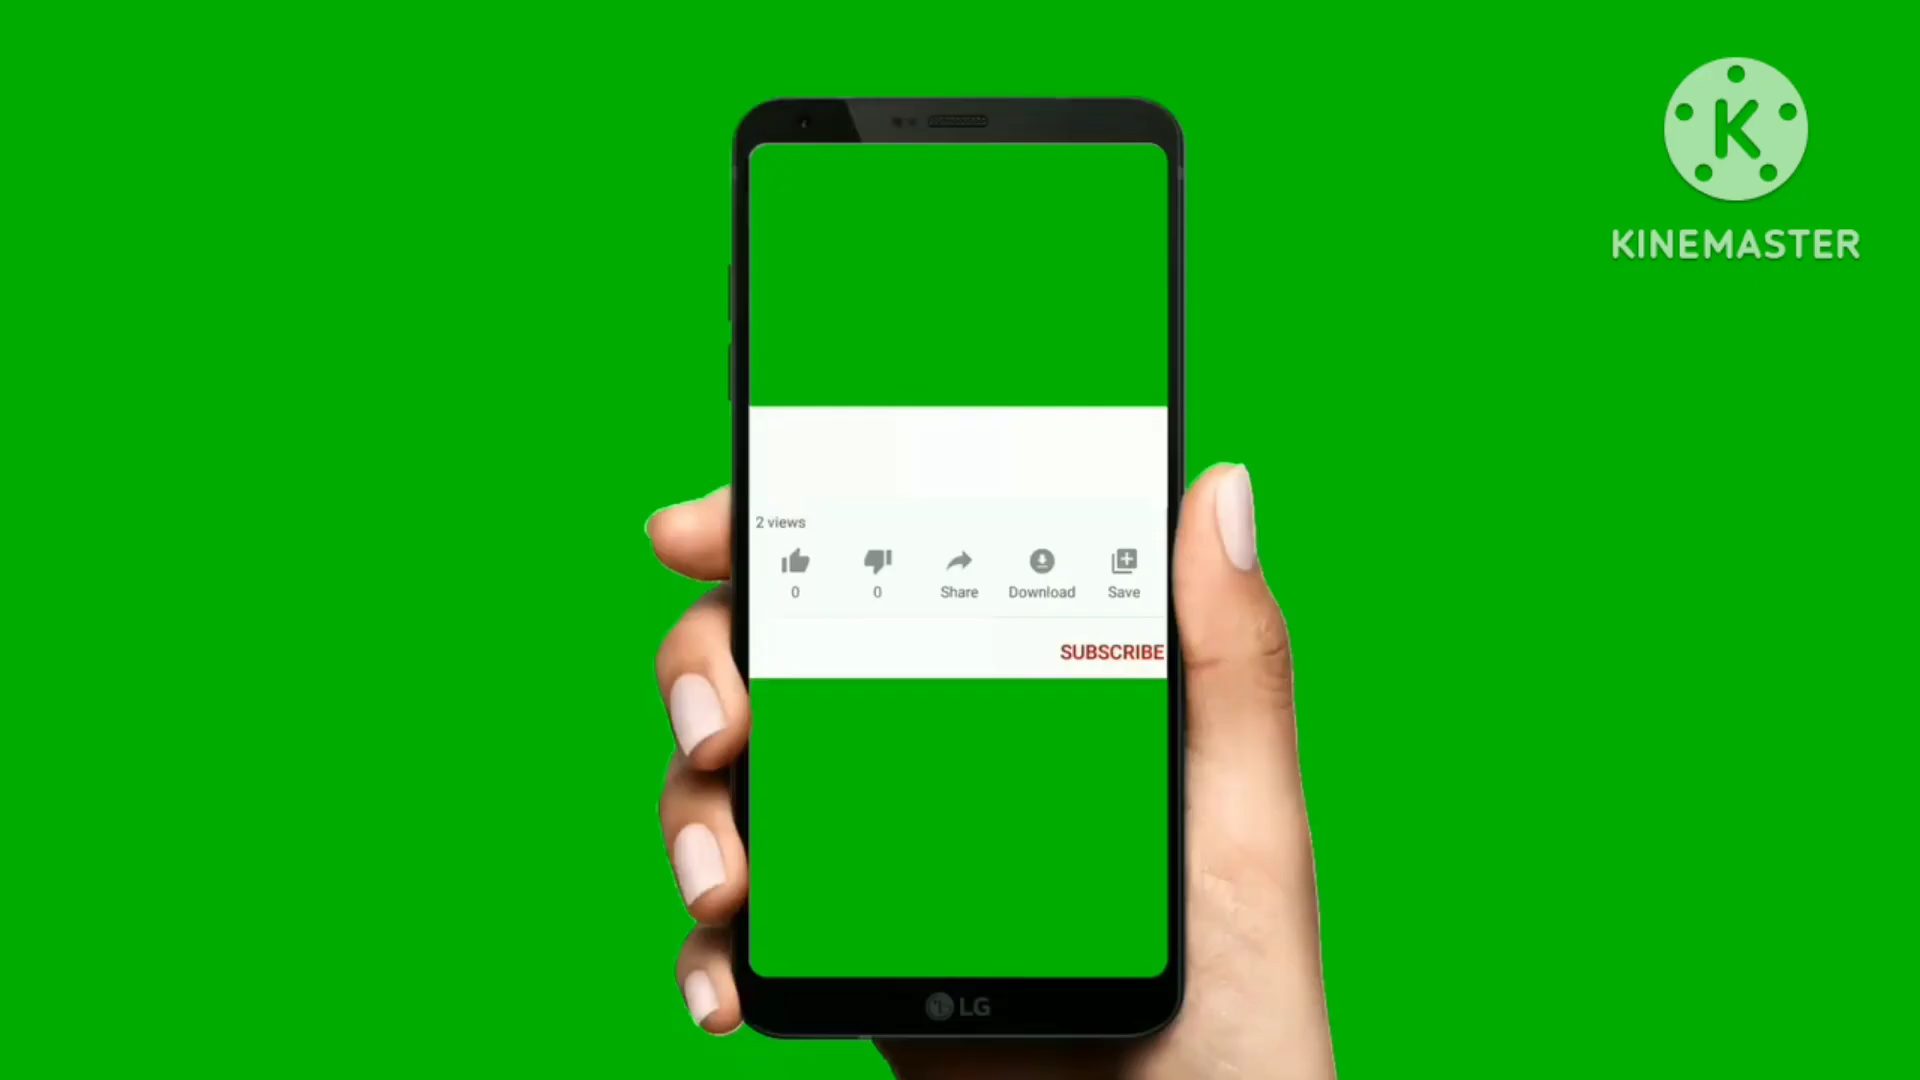 K
KINEMASTER
2 views
0 0 Share Download Save
SUBSCRIBE
LG